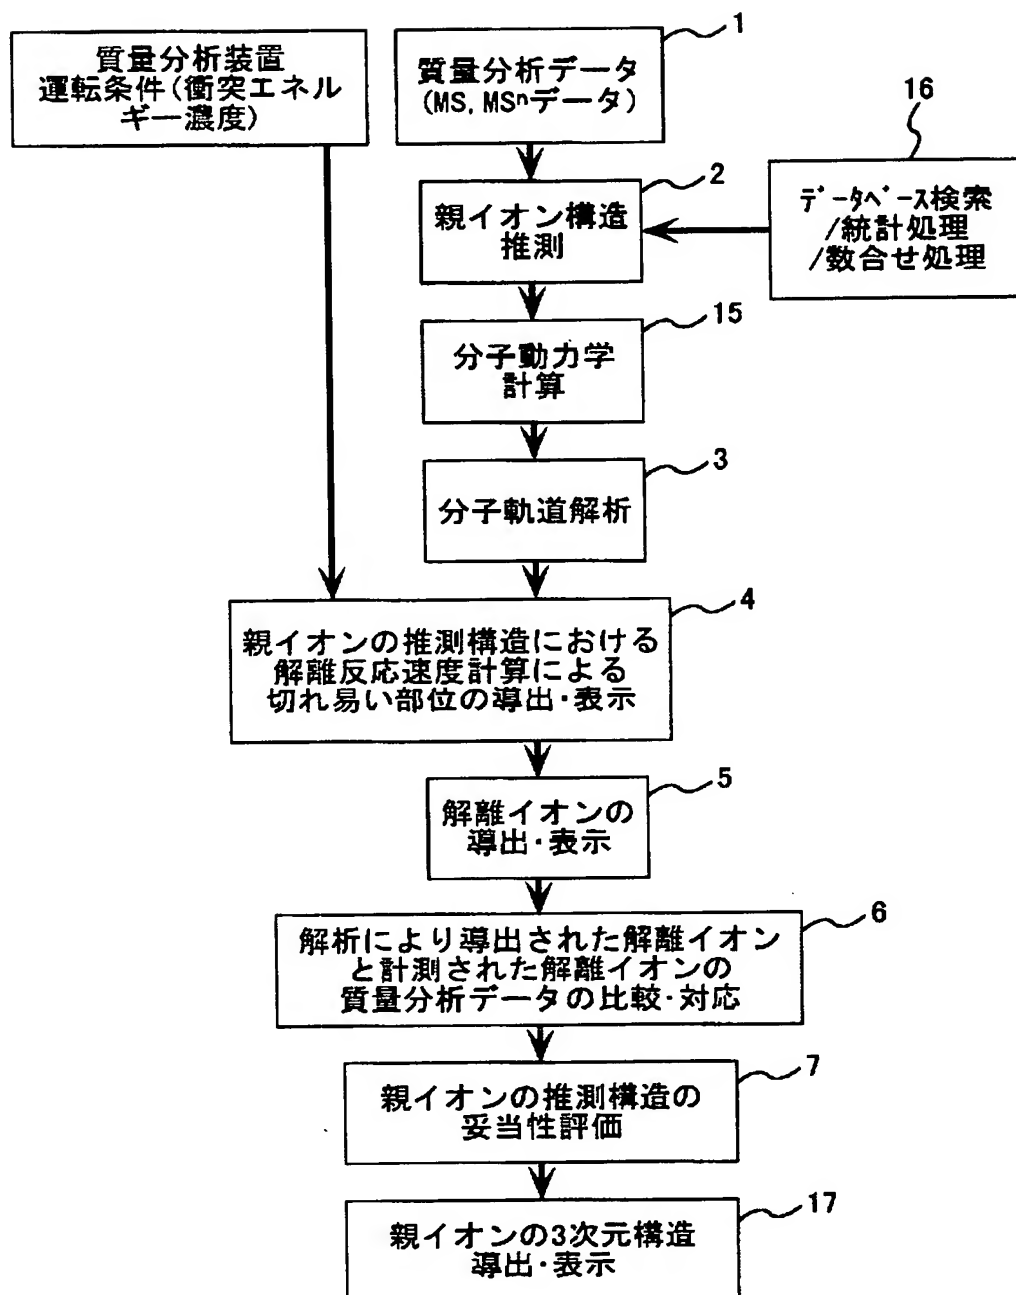 質量分析装置
運転条件(衝突エネル
ギー濃度)
1
質量分析データ
(MS, MSⁿデータ)
16
データベース検索
/統計処理
/数合せ処理
2
親イオン構造
推測
15
分子動力学
計算
3
分子軌道解析
4
親イオンの推測構造における
解離反応速度計算による
切れ易い部位の導出・表示
5
解離イオンの
導出・表示
6
解析により導出された解離イオン
と計測された解離イオンの
質量分析データの比較・対応
7
親イオンの推測構造の
妥当性評価
17
親イオンの3次元構造
導出・表示